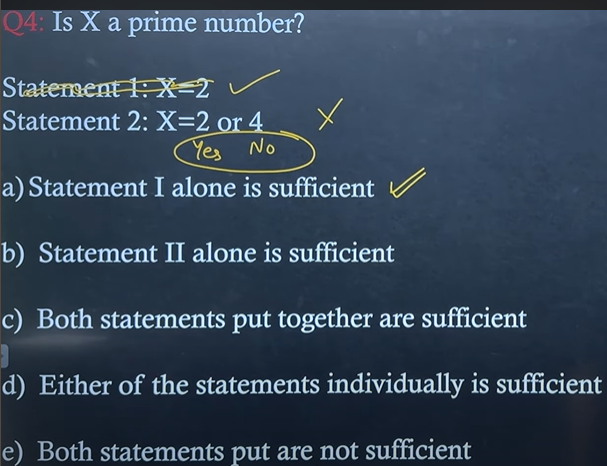 Q4: Is X a prime number?
Statement 1: X=2
Statement 2: X=2 or 4
Yes No
a) Statement I alone is sufficient
b) Statement II alone is sufficient
c) Both statements put together are sufficient
d) Either of the statements individually is sufficient
e) Both statements put are not sufficient